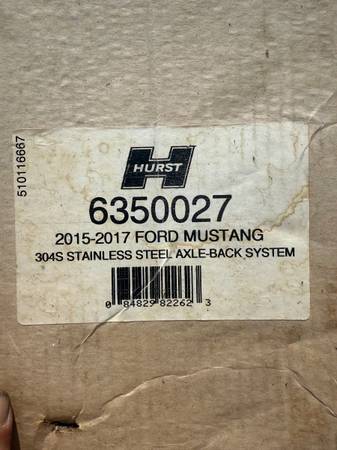 510116667
H
HURST
6350027
2015-2017 FORD MUSTANG
304S STAINLESS STEEL AXLE-BACK SYSTEM
0 84829 82262 3